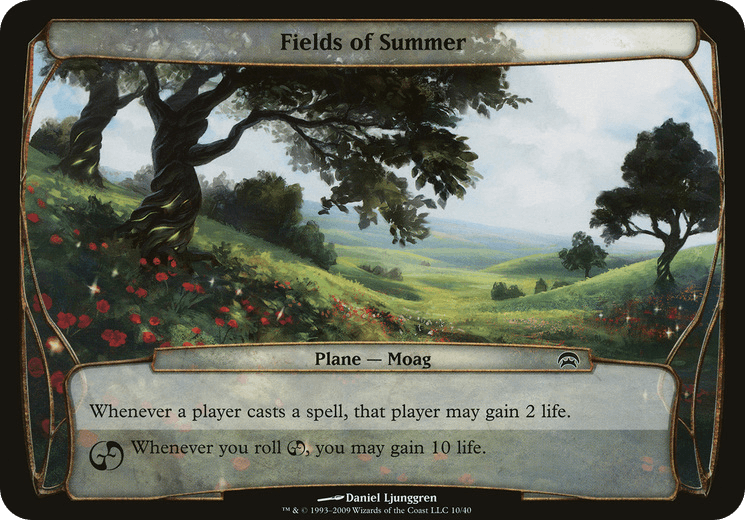 Fields of Summer
Plane — Moag
Whenever a player casts a spell, that player may gain 2 life.
Whenever you roll , you may gain 10 life.
Daniel Ljunggren
™ & © 1993–2009 Wizards of the Coast LLC 10/40